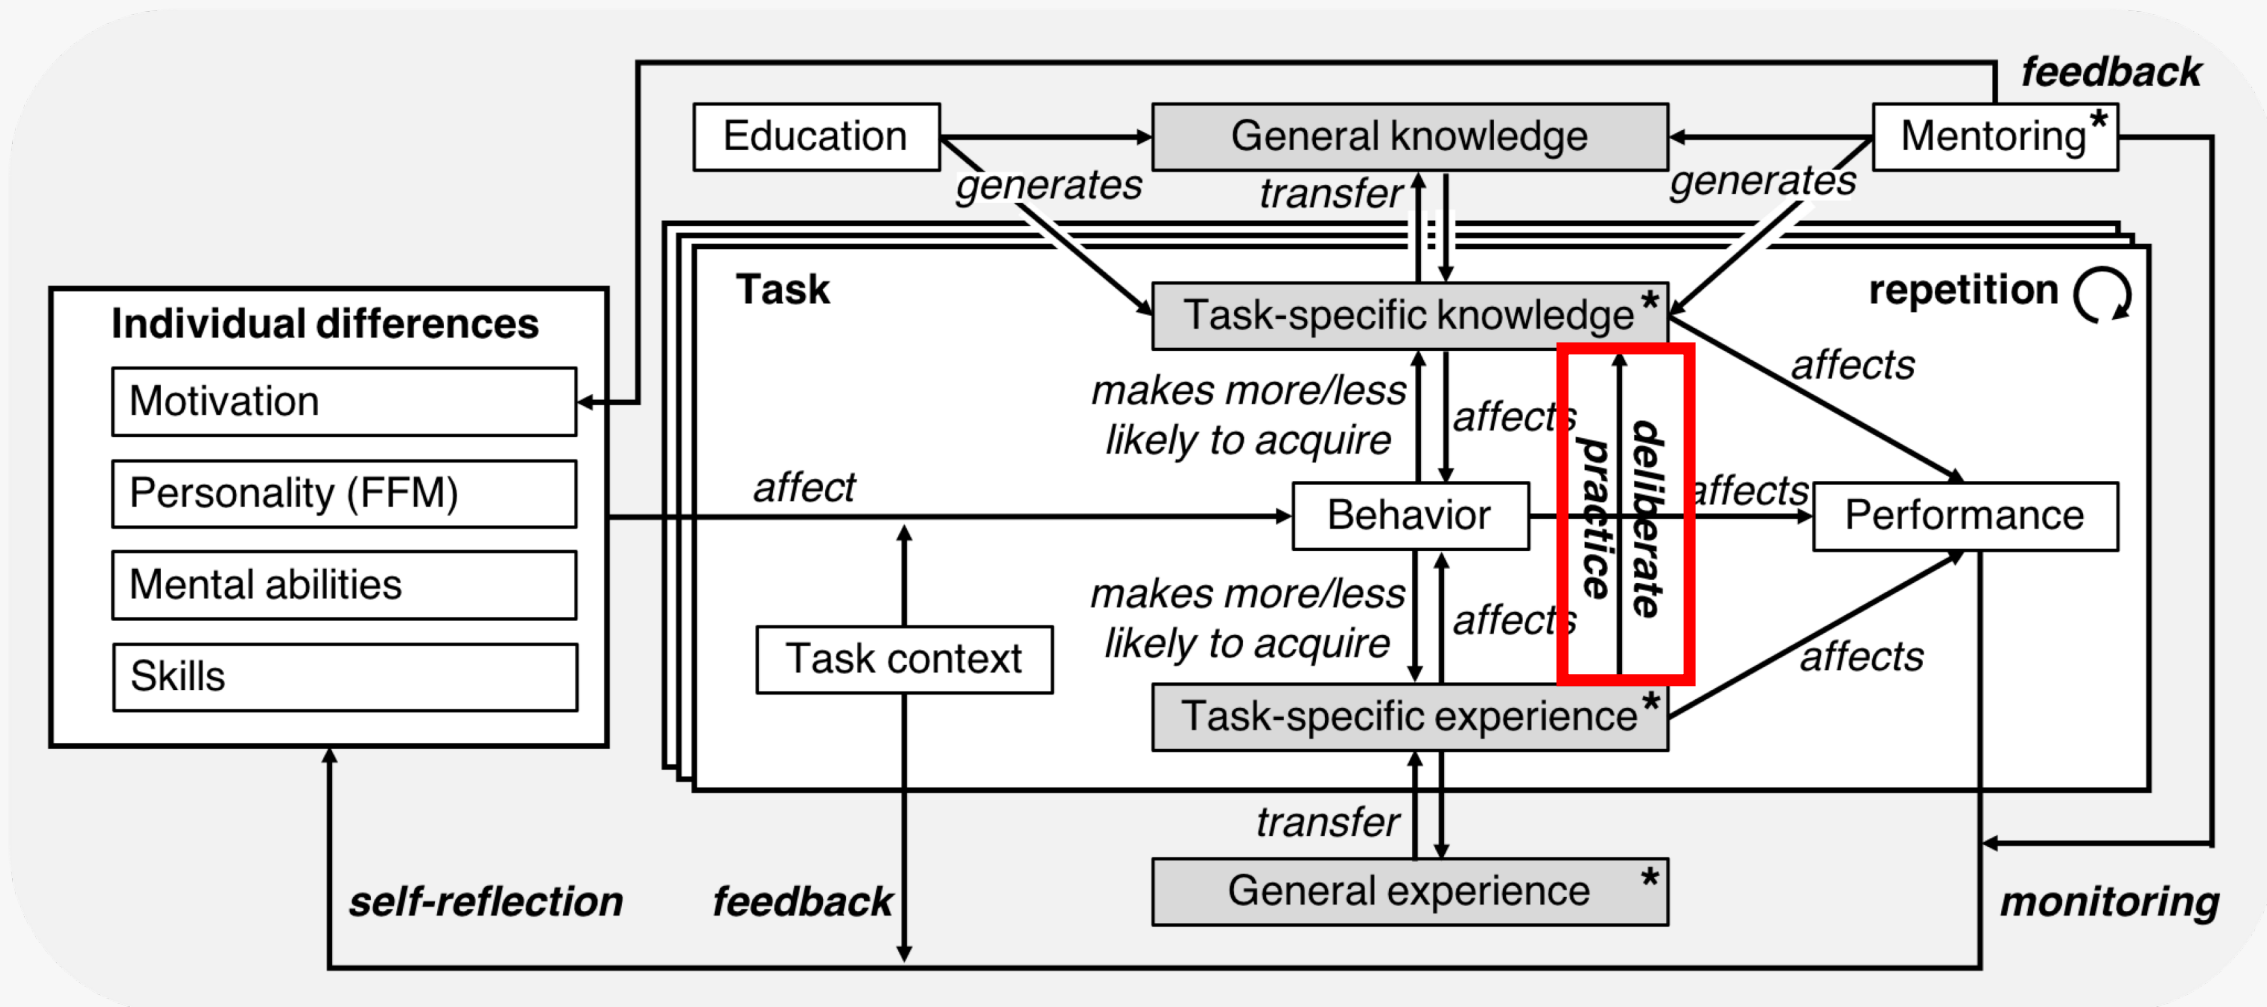 feedback
Education
General knowledge
Mentoring*
generates
transfer
generates
Task
repetition
Individual differences
Task-specific knowledge*
Motivation
makes more/less
likely to acquire
affects
deliberate
practice
affects
Personality (FFM)
affect
Behavior
affects
Performance
Mental abilities
makes more/less
likely to acquire
affects
Task context
affects
Skills
Task-specific experience*
transfer
self-reflection
feedback
General experience *
monitoring